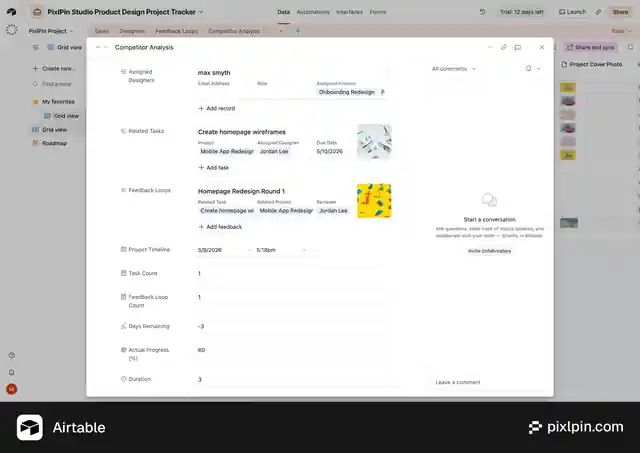 PixlPin Studio Product Design Project Tracker
Data Automations Interfaces Forms
Trial: 12 days left
Launch
Share
PixlPin Project
Tasks Designers Feedback Loops Competitor Analysis
Tools
Grid view
Share and sync
Create new...
Find answer
My favorites
Grid view
Grid view
Roadmap
Project Cover Photo
Competitor Analysis
Assigned Designers
max smyth
Email Address Role Assigned Projects
Onboarding Redesign P
+ Add record
Related Tasks
Create homepage wireframes
Project Assigned Designer Due Date
Mobile App Redesigr Jordan Lee 5/10/2026
+ Add task
Feedback Loops
Homepage Redesign Round 1
Related Task Related Project Reviewer
Create homepage wi Mobile App Redesigr Jordan Lee
+ Add feedback
Project Timeline
5/9/2026
Task Count
1
Feedback Loop Count
1
Days Remaining
-3
Actual Progress (%)
60
Duration
3
All comments
Start a conversation
Invite collaborators
Leave a comment
Airtable
pixlpin.com